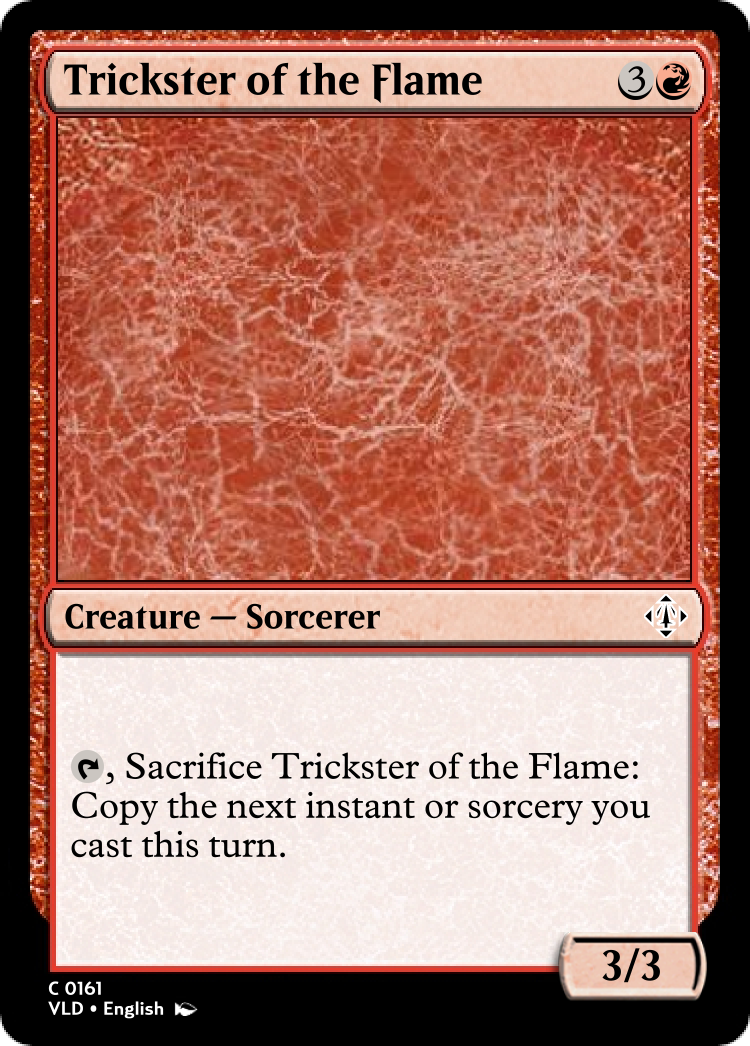 Trickster of the Flame 3
Creature — Sorcerer
, Sacrifice Trickster of the Flame:
Copy the next instant or sorcery you
cast this turn.
3/3
C 0161
VLD • English